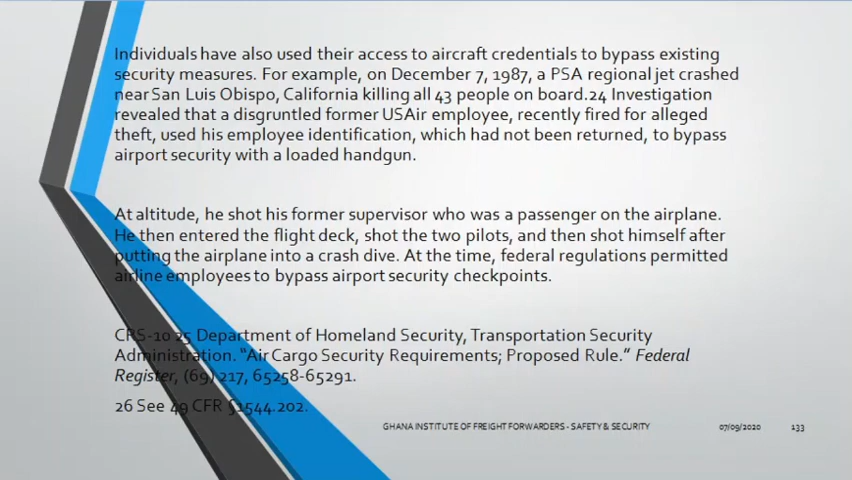 Individuals have also used their access to aircraft credentials to bypass existing
security measures. For example, on December 7, 1987, a PSA regional jet crashed
near San Luis Obispo, California killing all 43 people on board.24 Investigation
revealed that a disgruntled former USAir employee, recently fired for alleged
theft, used his employee identification, which had not been returned, to bypass
airport security with a loaded handgun.
At altitude, he shot his former supervisor who was a passenger on the airplane.
He then entered the flight deck, shot the two pilots, and then shot himself after
putting the airplane into a crash dive. At the time, federal regulations permitted
airline employees to bypass airport security checkpoints.
CRS-10 25 Department of Homeland Security, Transportation Security
Administration. “Air Cargo Security Requirements; Proposed Rule.” Federal
Register, (69) 217, 65258-65291.
26 See 49 CFR §1544.202.
GHANA INSTITUTE OF FREIGHT FORWARDERS - SAFETY & SECURITY 07/09/2020 133